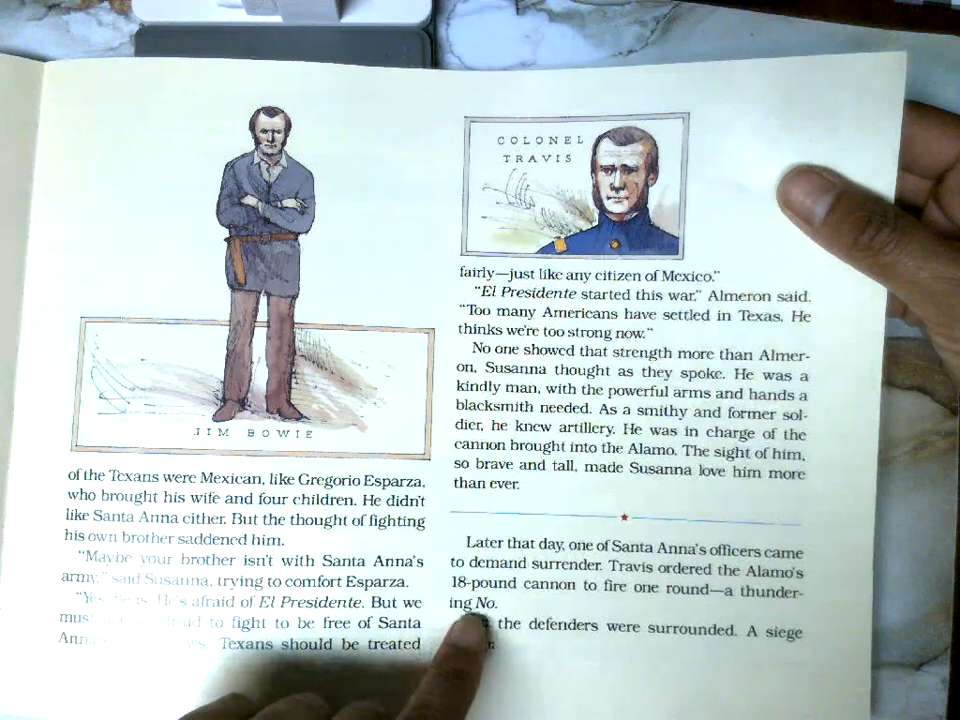 JIM BOWIE
of the Texans were Mexican, like Gregorio Esparza,
who brought his wife and four children. He didn't
like Santa Anna either. But the thought of fighting
his own brother saddened him.
"Maybe your brother isn't with Santa Anna's
army," said Susanna, trying to comfort Esparza.
"Yes, he is. He's afraid of El Presidente. But we
to fight to be free of Santa
Texans should be treated
COLONEL
TRAVIS
fairly—just like any citizen of Mexico."
"El Presidente started this war," Almeron said.
"Too many Americans have settled in Texas. He
thinks we're too strong now."
No one showed that strength more than Almer-
on, Susanna thought as they spoke. He was a
kindly man, with the powerful arms and hands a
blacksmith needed. As a smithy and former sol-
dier, he knew artillery. He was in charge of the
cannon brought into the Alamo. The sight of him,
so brave and tall, made Susanna love him more
than ever.
Later that day, one of Santa Anna's officers came
to demand surrender. Travis ordered the Alamo's
18-pound cannon to fire one round—a thunder-
ing No.
the defenders were surrounded. A siege